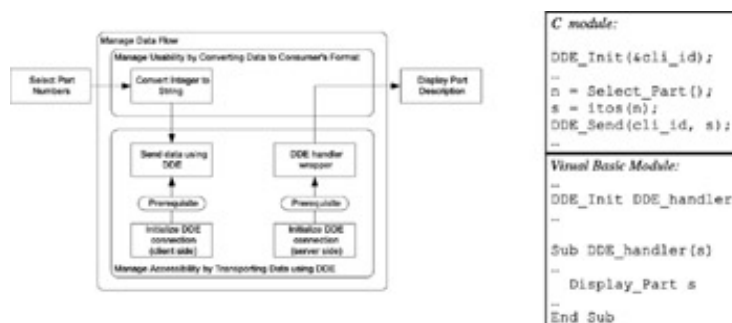 Manage Data Flow
Manage Usability by Converting Data to Consumer's Format
Select Part
Numbers
Convert Integer to
String
Display Part
Description
Send data using
DDE
DDE handler
wrapper
Prerequisite
Prerequisite
Initialize DDE
connection
(client side)
Initialize DDE
connection
(server side)
Manage Accessibility by Transporting Data using DDE
C module:
DDE_Init(&cli_id);
…
n = Select_Part();
s = itos(n);
DDE_Send(cli_id, s);
…
Visual Basic Module:
…
DDE_Init DDE_handler
…
Sub DDE_handler(s)
…
Display_Part s
…
End Sub